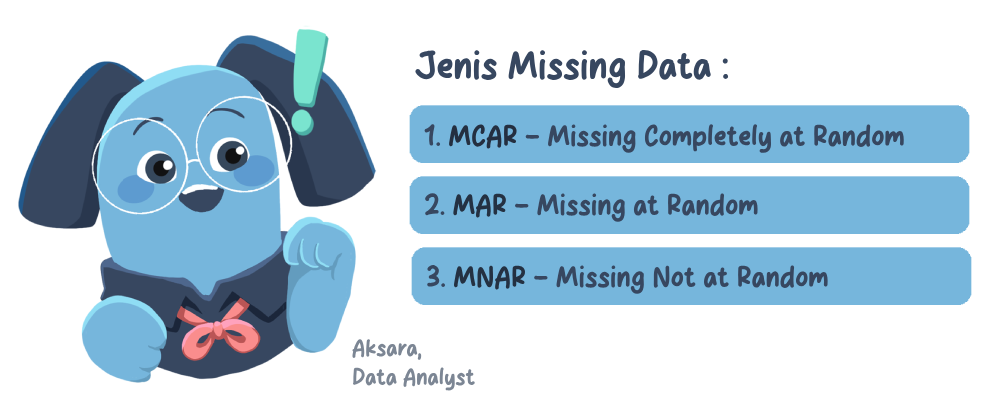 Jenis Missing Data :
1. MCAR – Missing Completely at Random
2. MAR – Missing at Random
3. MNAR – Missing Not at Random
Aksara,
Data Analyst